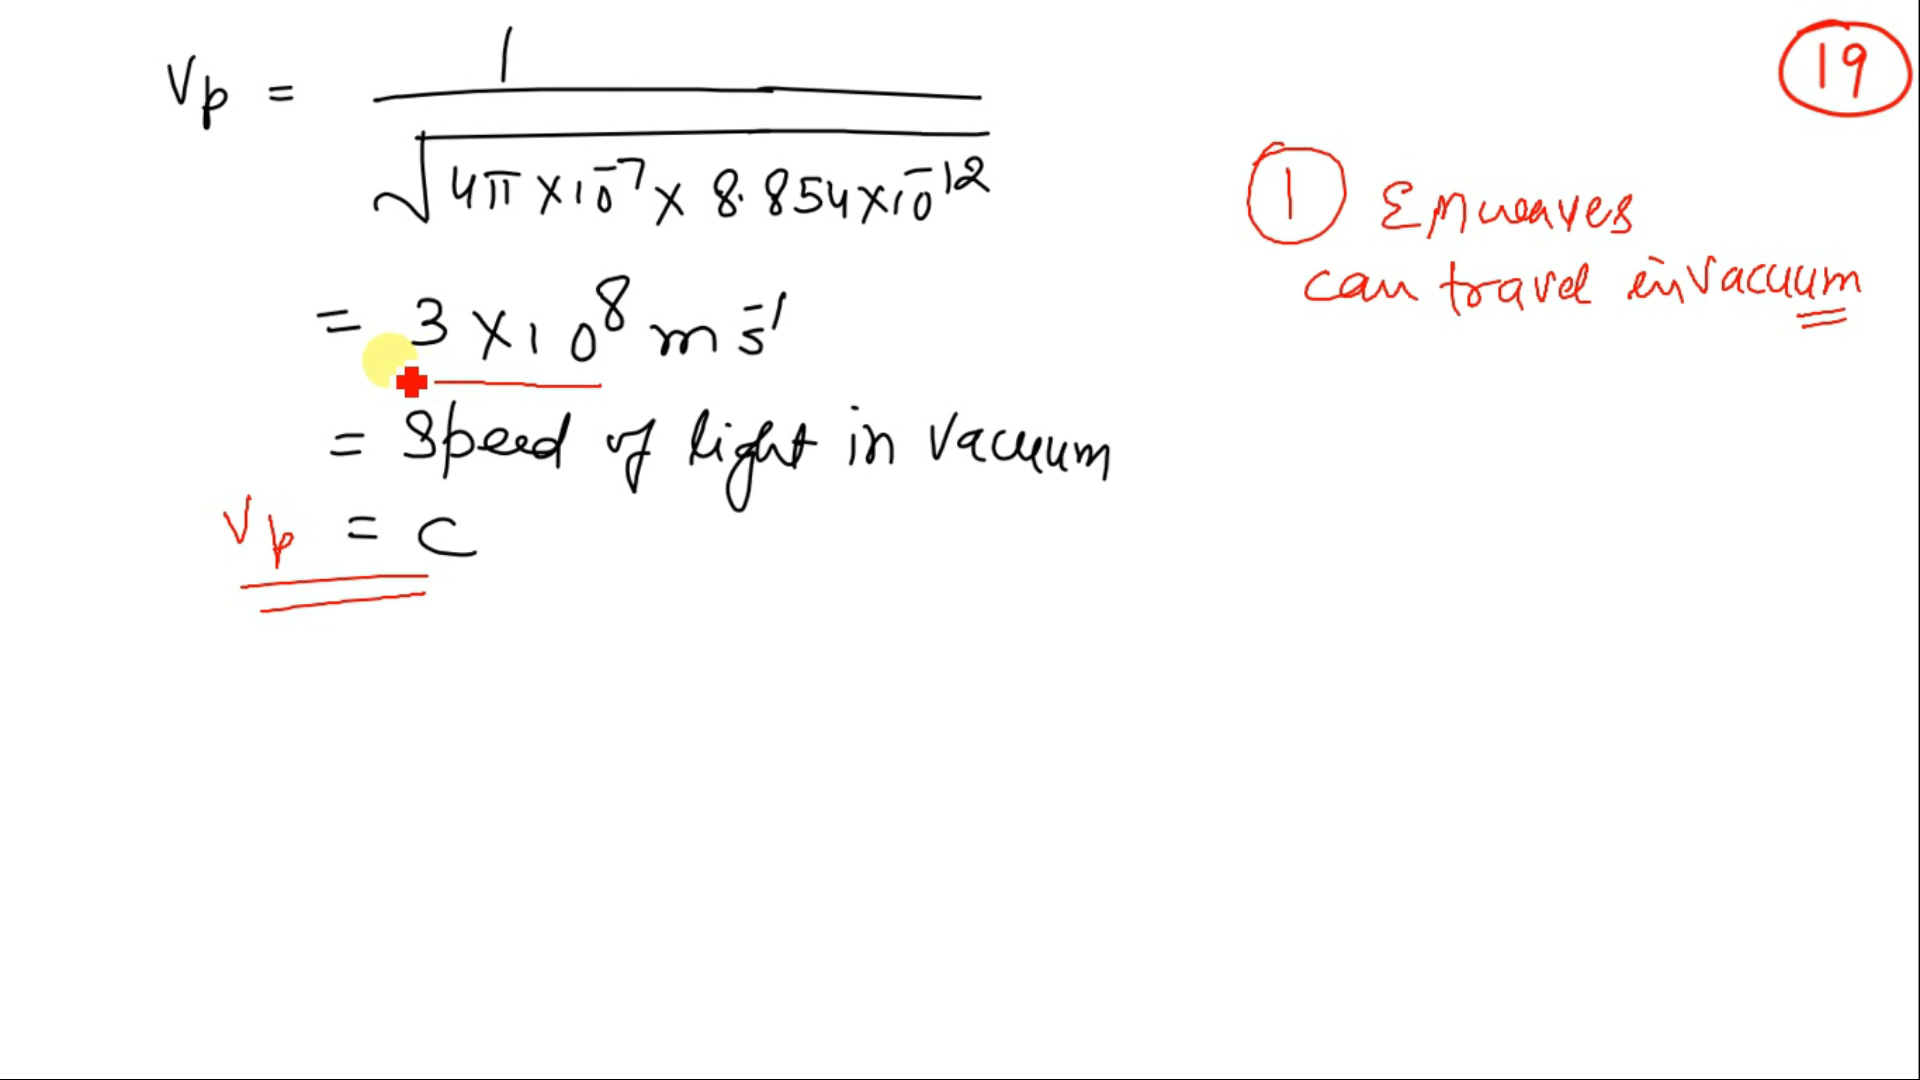 19
Vp = 1 / √4π×10⁻⁷ × 8.854×10⁻¹²
= 3 × 10⁸ m s⁻¹
= Speed of light in vacuum
Vp = C
1 EM waves
can travel in vacuum